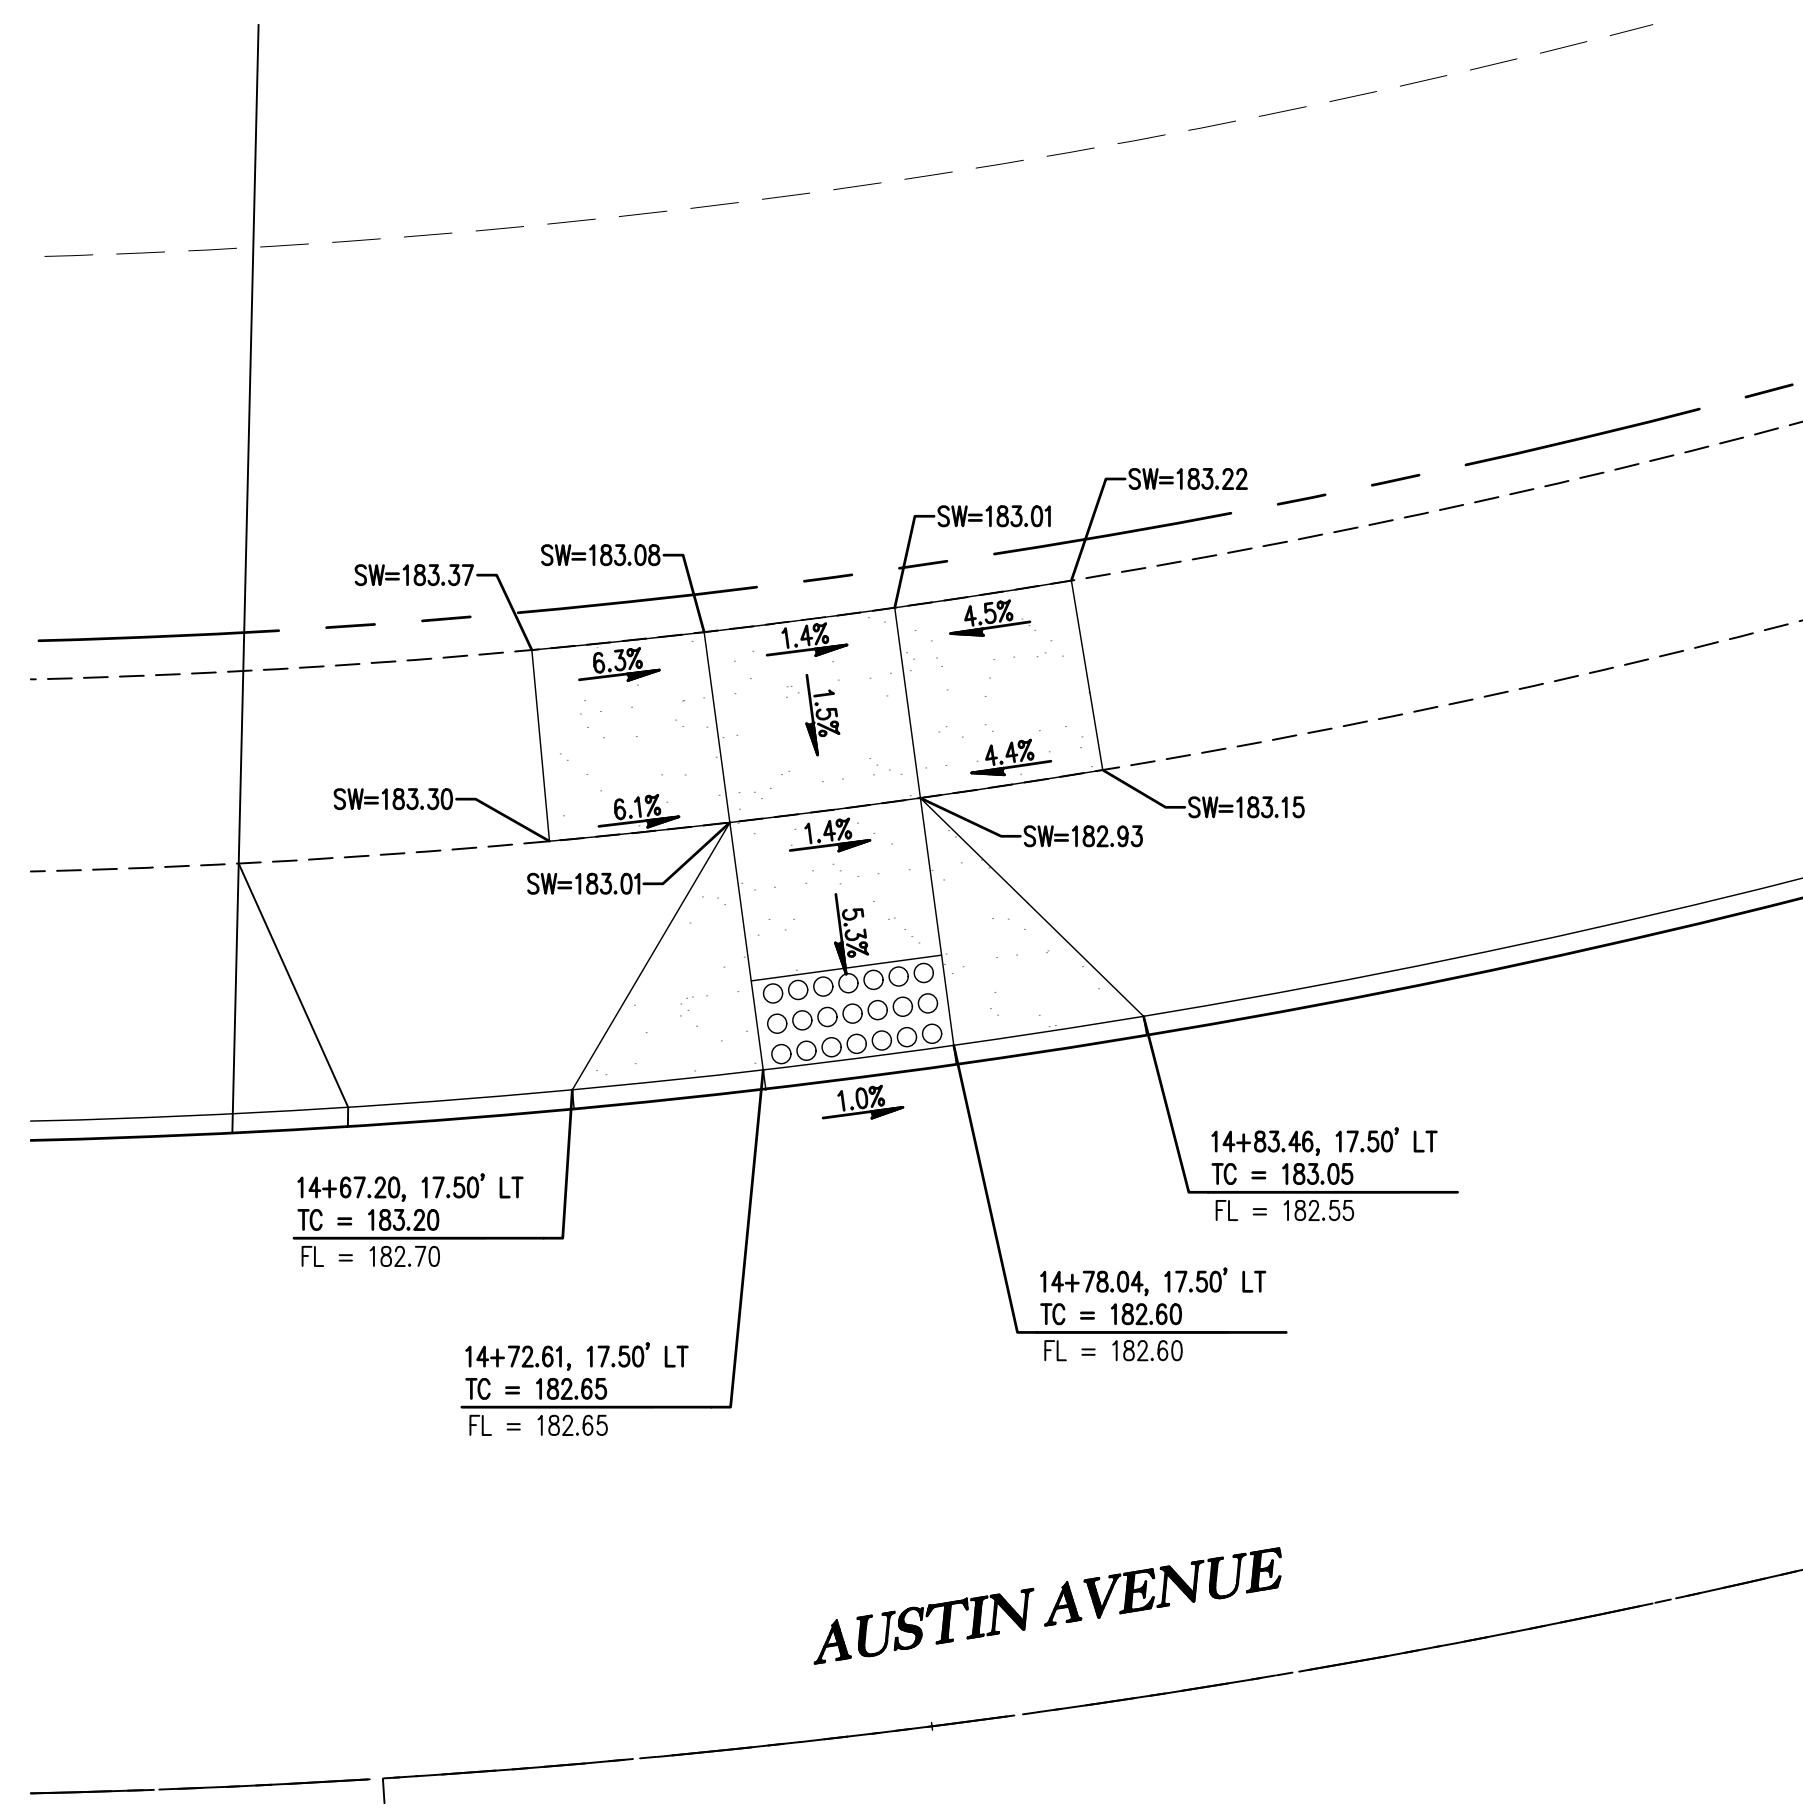 SW=183.22
SW=183.01
SW=183.08
SW=183.37
4.5%
1.4%
6.3%
1.5%
4.4%
SW=183.30
6.1%
SW=183.15
1.4%
SW=182.93
SW=183.01
5.3%
1.0%
14+83.46, 17.50' LT
TC = 183.05
FL = 182.55
14+67.20, 17.50' LT
TC = 183.20
FL = 182.70
14+78.04, 17.50' LT
TC = 182.60
FL = 182.60
14+72.61, 17.50' LT
TC = 182.65
FL = 182.65
AUSTIN AVENUE